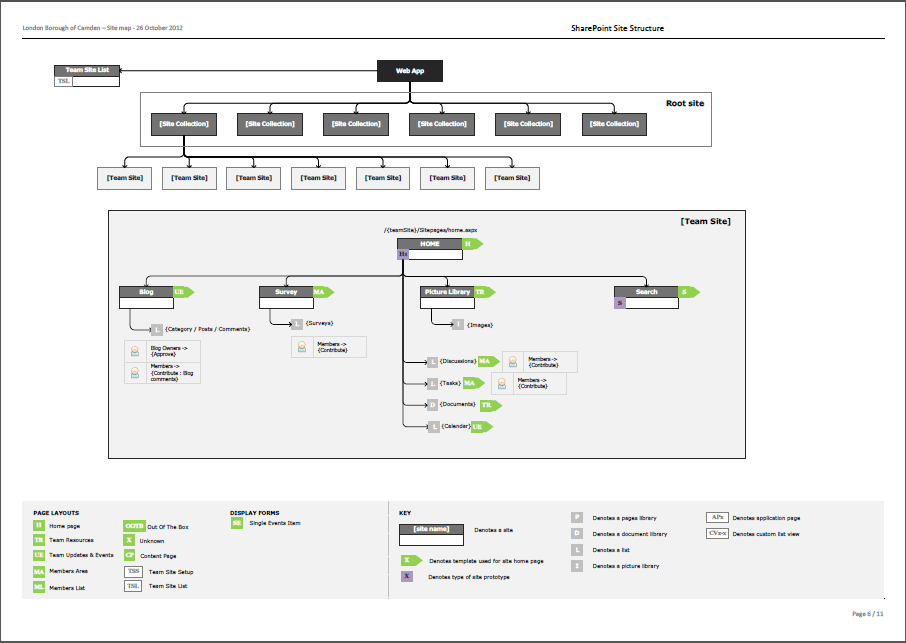 London Borough of Camden – Site map - 26 October 2012
SharePoint Site Structure
Team Site List
TSL
Web App
Root site
[Site Collection]
[Site Collection]
[Site Collection]
[Site Collection]
[Site Collection]
[Site Collection]
[Team Site]
[Team Site]
[Team Site]
[Team Site]
[Team Site]
[Team Site]
[Team Site]
[Team Site]
/{teamSite}/Sitepages/home.aspx
HOME
H
Hs
Blog
UE
Survey
MA
Picture Library
TR
Search
S
S
L
{Category / Posts / Comments}
L
{Surveys}
I
{Images}
Blog Owners ->
{Approve}
Members ->
{Contribute : Blog
comments}
Members ->
{Contribute}
L
{Discussions}
MA
Members ->
{Contribute}
L
{Tasks}
MA
Members ->
{Contribute}
D
{Documents}
TR
L
{Calendar}
UE
PAGE LAYOUTS
H
Home page
TR
Team Resources
UE
Team Updates & Events
MA
Members Area
ML
Members List
OOTB
Out Of The Box
X
Unknown
CP
Content Page
TSS
Team Site Setup
TSL
Team Site List
DISPLAY FORMS
SE
Single Events Item
KEY
[site name]
Denotes a site
X
Denotes template used for site home page
X
Denotes type of site prototype
P
Denotes a pages library
D
Denotes a document library
L
Denotes a list
I
Denotes a picture library
APx
Denotes application page
CVx-x
Denotes custom list view
Page 6 / 11